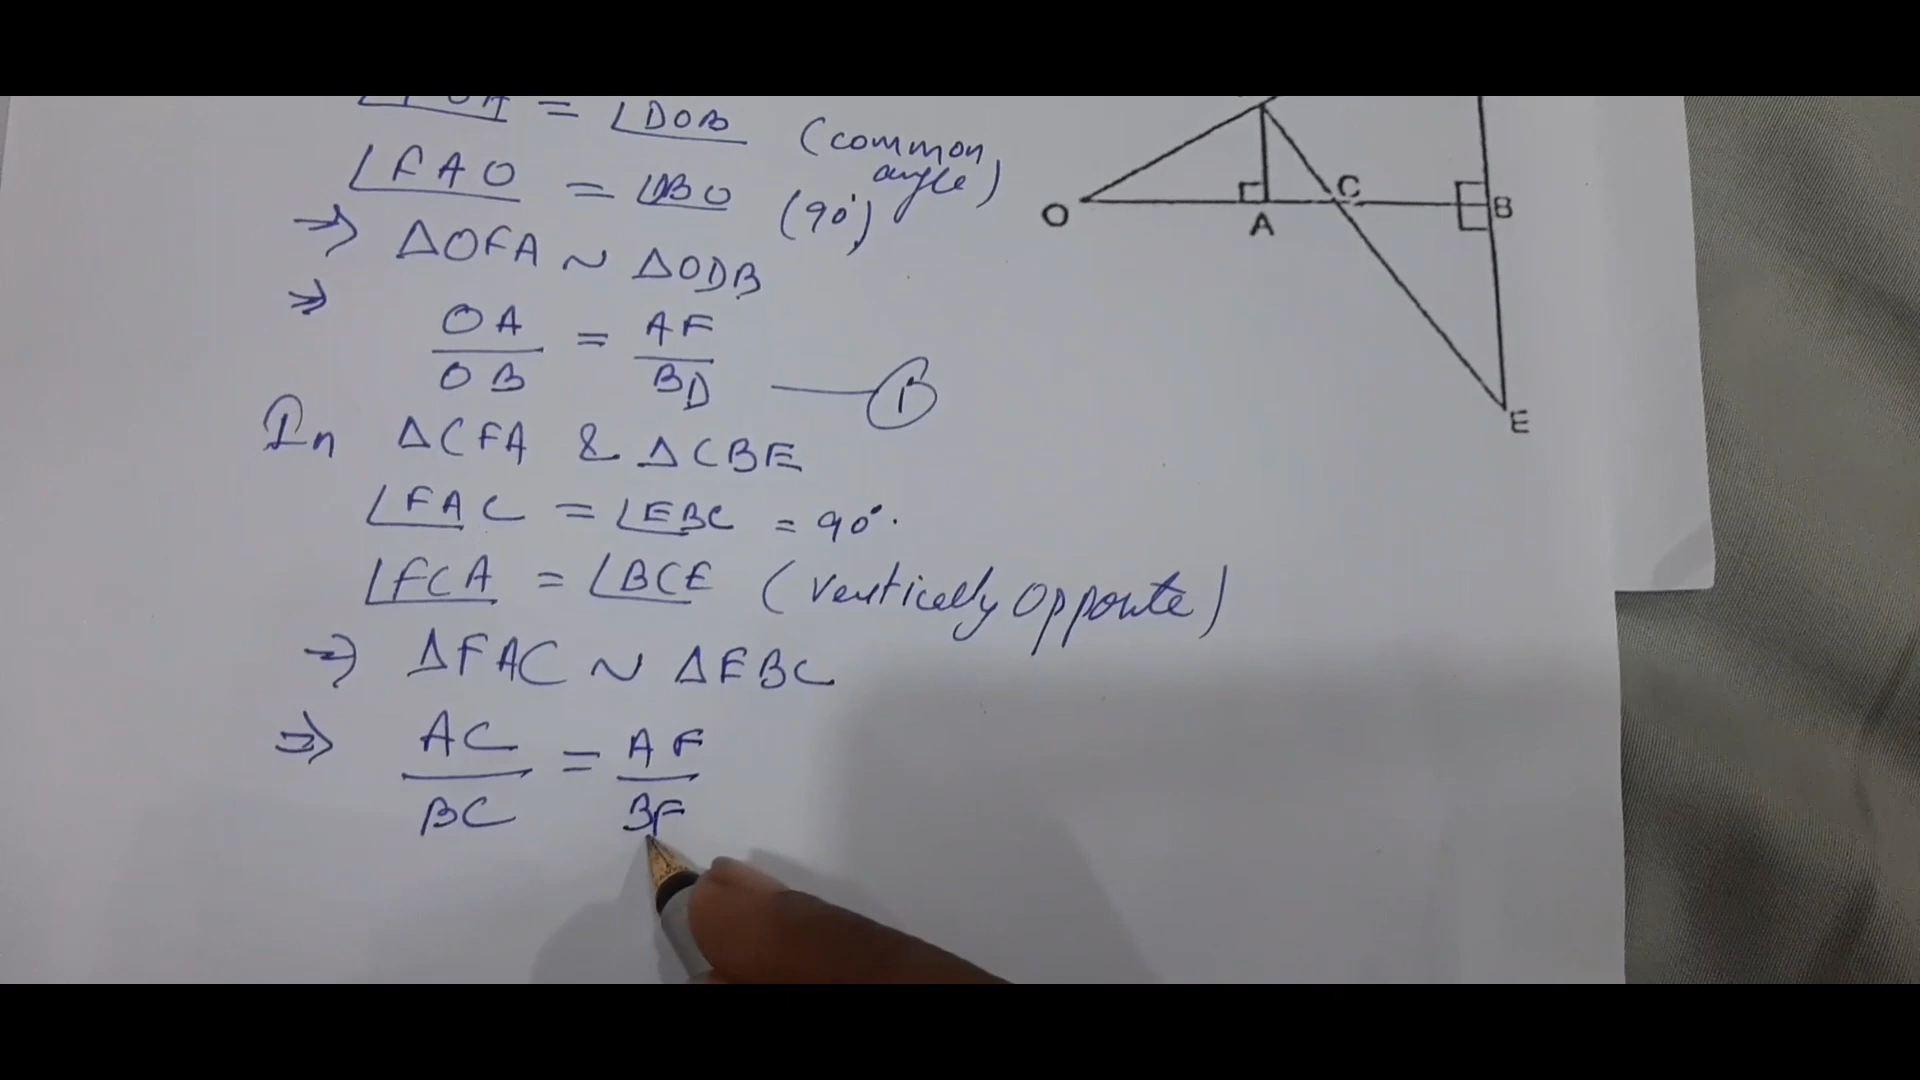 = ∠DOB (common angle)
∠FAO = ∠DBO (90°)
⇒ ΔOFA ~ ΔODB
⇒ OA/OB = AF/BD — 1
In ΔCFA & ΔCBE
∠FAC = ∠EBC = 90°.
∠FCA = ∠BCE (Vertically Opposite)
⇒ ΔFAC ~ ΔEBC
⇒ AC/BC = AF/BF
O
A
C
B
E